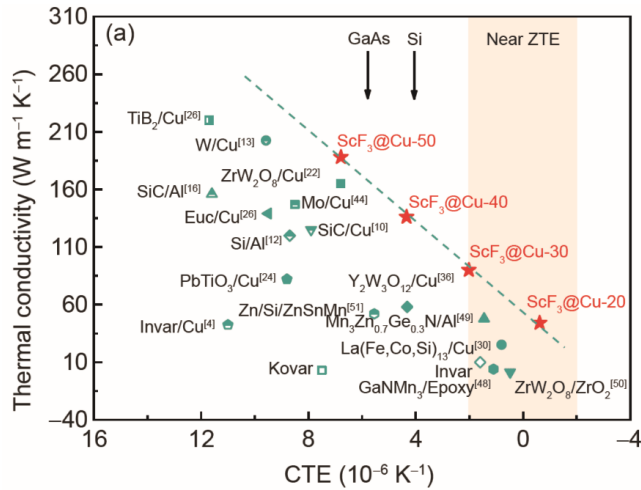 (a)
GaAs
Si
Near ZTE
TiB₂/Cu[26]
W/Cu[13]
ScF₃@Cu-50
ZrW₂O₈/Cu[22]
SiC/Al[16]
Mo/Cu[44]
ScF₃@Cu-40
Euc/Cu[26]
SiC/Cu[10]
Si/Al[12]
ScF₃@Cu-30
PbTiO₃/Cu[24]
Y₂W₃O₁₂/Cu[36]
ScF₃@Cu-20
Zn/Si/ZnSnMn[51]
Mn₃Zn₀.₇Ge₀.₃N/Al[49]
Invar/Cu[4]
La(Fe,Co,Si)₁₃/Cu[30]
Kovar
Invar
GaNMn₃/Epoxy[48]
ZrW₂O₈/ZrO₂[50]
310
260
210
160
110
60
10
−40
Thermal conductivity (W m⁻¹ K⁻¹)
16 12 8 4 0 −4
CTE (10⁻⁶ K⁻¹)